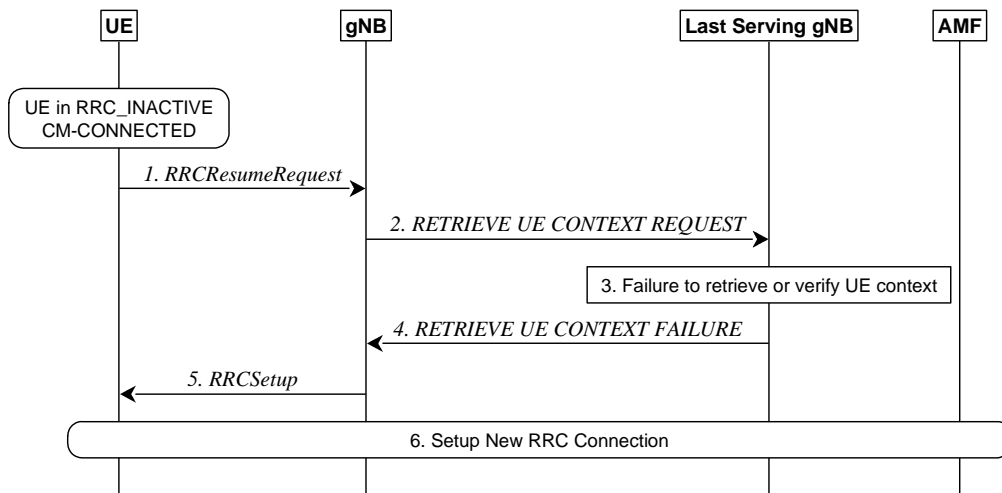 UE
gNB
Last Serving gNB
AMF
UE in RRC_INACTIVE
CM-CONNECTED
1. RRCResumeRequest
2. RETRIEVE UE CONTEXT REQUEST
3. Failure to retrieve or verify UE context
4. RETRIEVE UE CONTEXT FAILURE
5. RRCSetup
6. Setup New RRC Connection